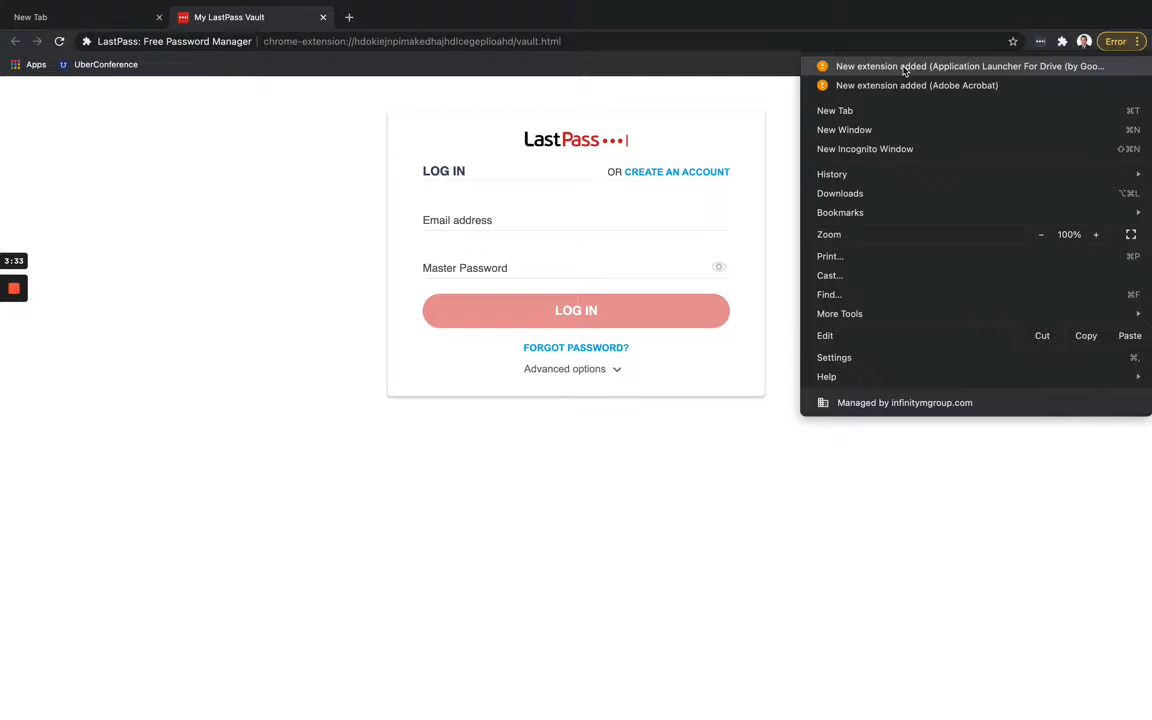 New Tab
My LastPass Vault
LastPass: Free Password Manager
chrome-extension://hdokiejnpimakedhajhdlcegeplioahd/vault.html
Error
Apps
UberConference
New extension added (Application Launcher For Drive (by Goo...
New extension added (Adobe Acrobat)
New Tab ⌘T
New Window ⌘N
New Incognito Window ⇧⌘N
History
Downloads ⌥⌘L
Bookmarks
Zoom − 100% +
Print... ⌘P
Cast...
Find... ⌘F
More Tools
Edit Cut Copy Paste
Settings ⌘,
Help
Managed by infinitymgroup.com
LastPass
LOG IN
OR CREATE AN ACCOUNT
Email address
Master Password
LOG IN
FORGOT PASSWORD?
Advanced options
3:33